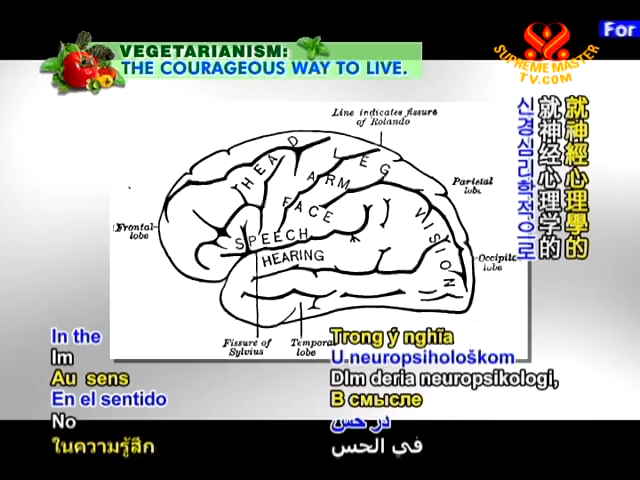 For
VEGETARIANISM:
THE COURAGEOUS WAY TO LIVE.
SUPREME MASTER
TV.COM
Line indicates fissure
of Rolando
HEAD
LEG
ARM
FACE
SPEECH
HEARING
VISION
Parietal
lobe
Frontal
lobe
Occipital
lobe
Fissure of
Sylvius
Temporal
lobe
신경심리학적으로
就神经心理学的
就神經心理學的
In the
Im
Au sens
En el sentido
No
ในความรู้สึก
Trong ý nghĩa
U neuropsihološkom
Dlm deria neuropsikologi,
В смысле
در حس
في الحس